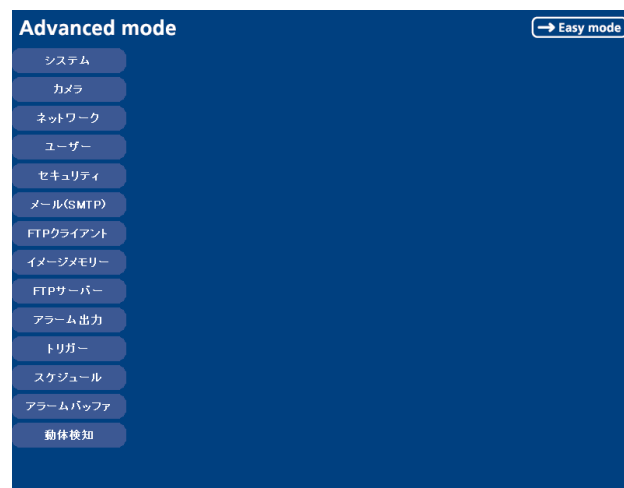 Advanced mode
→ Easy mode
システム
カメラ
ネットワーク
ユーザー
セキュリティ
メール(SMTP)
FTPクライアント
イメージメモリー
FTPサーバー
アラーム出力
トリガー
スケジュール
アラームバッファ
動体検知